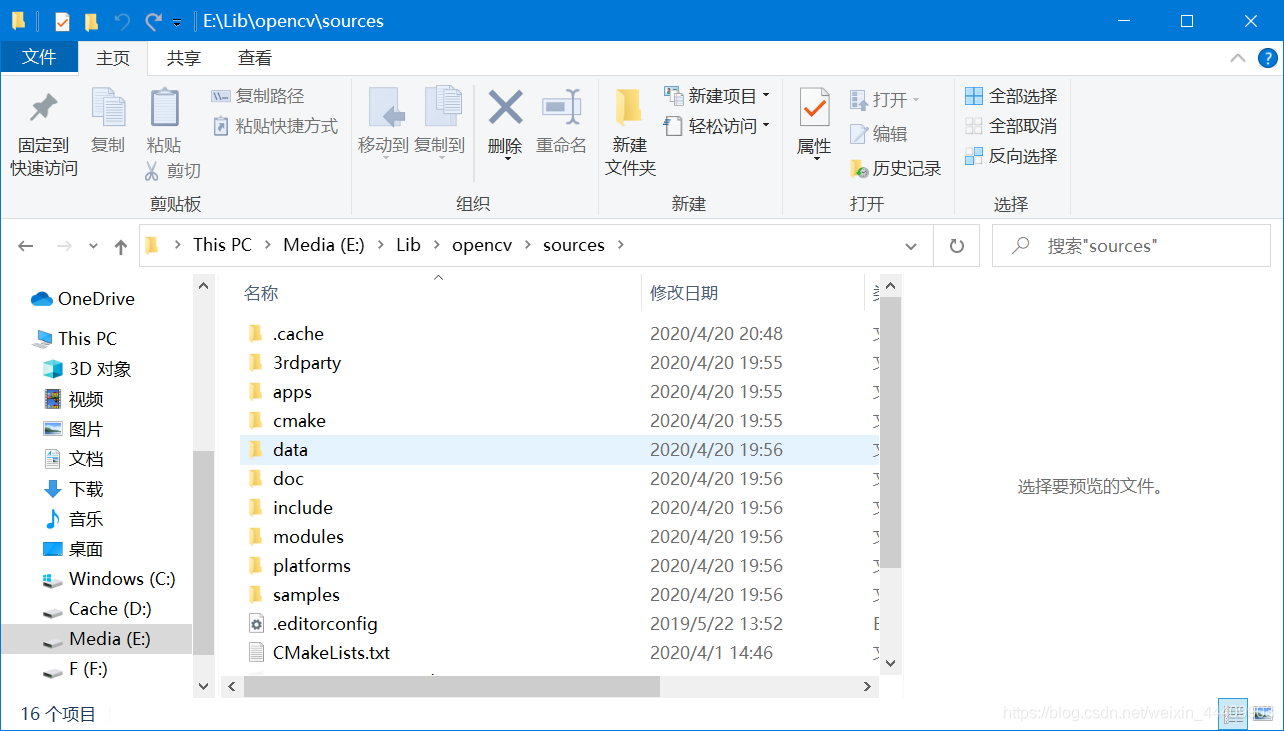 E:\Lib\opencv\sources
文件 主页 共享 查看
固定到
快速访问
复制
粘贴
复制路径
粘贴快捷方式
剪切
剪贴板
移动到
复制到
删除
重命名
组织
新建
文件夹
新建项目
轻松访问
新建
属性
打开
编辑
历史记录
打开
全部选择
全部取消
反向选择
选择
This PC Media (E:) Lib opencv sources
搜索"sources"
OneDrive
This PC
3D 对象
视频
图片
文档
下载
音乐
桌面
Windows (C:)
Cache (D:)
Media (E:)
F (F:)
名称 修改日期
.cache 2020/4/20 20:48
3rdparty 2020/4/20 19:55
apps 2020/4/20 19:55
cmake 2020/4/20 19:55
data 2020/4/20 19:56
doc 2020/4/20 19:56
include 2020/4/20 19:56
modules 2020/4/20 19:56
platforms 2020/4/20 19:56
samples 2020/4/20 19:56
.editorconfig 2019/5/22 13:52
CMakeLists.txt 2020/4/1 14:46
选择要预览的文件。
16 个项目